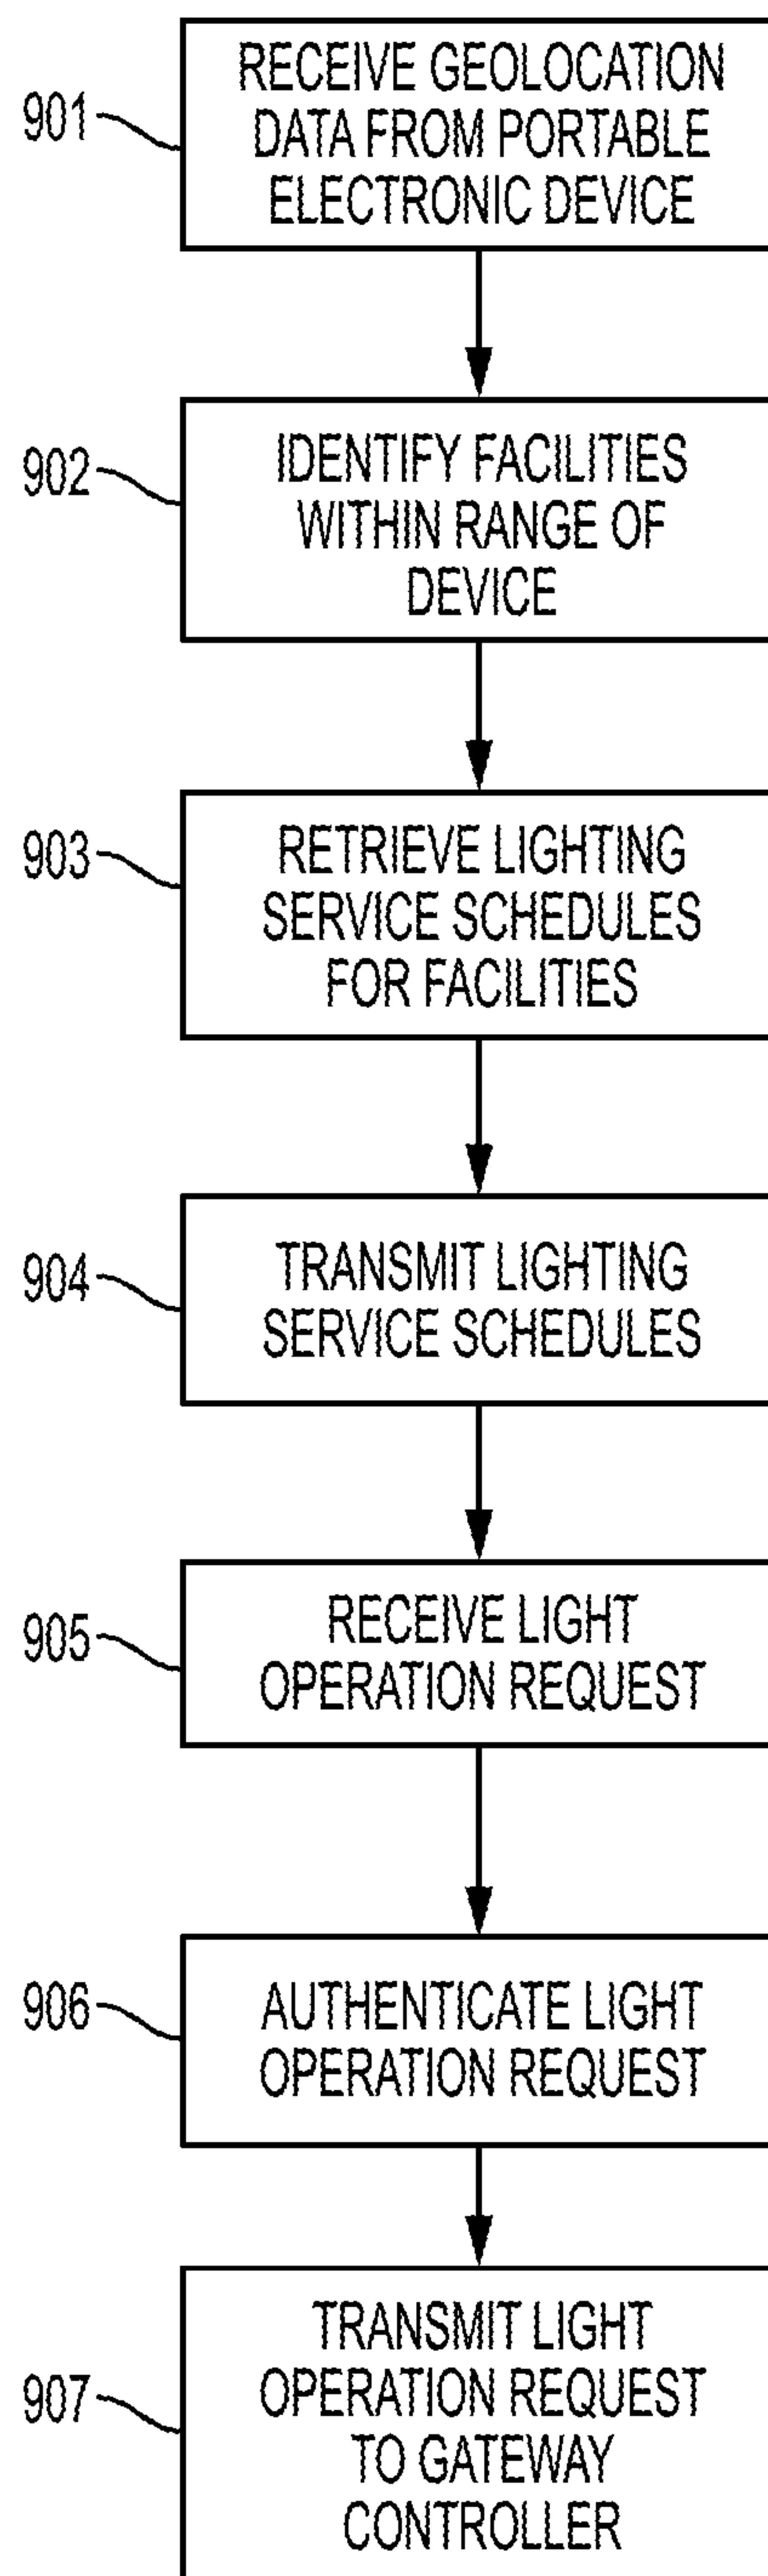 901
RECEIVE GEOLOCATION
DATA FROM PORTABLE
ELECTRONIC DEVICE
902
IDENTIFY FACILITIES
WITHIN RANGE OF
DEVICE
903
RETRIEVE LIGHTING
SERVICE SCHEDULES
FOR FACILITIES
904
TRANSMIT LIGHTING
SERVICE SCHEDULES
905
RECEIVE LIGHT
OPERATION REQUEST
906
AUTHENTICATE LIGHT
OPERATION REQUEST
907
TRANSMIT LIGHT
OPERATION REQUEST
TO GATEWAY
CONTROLLER